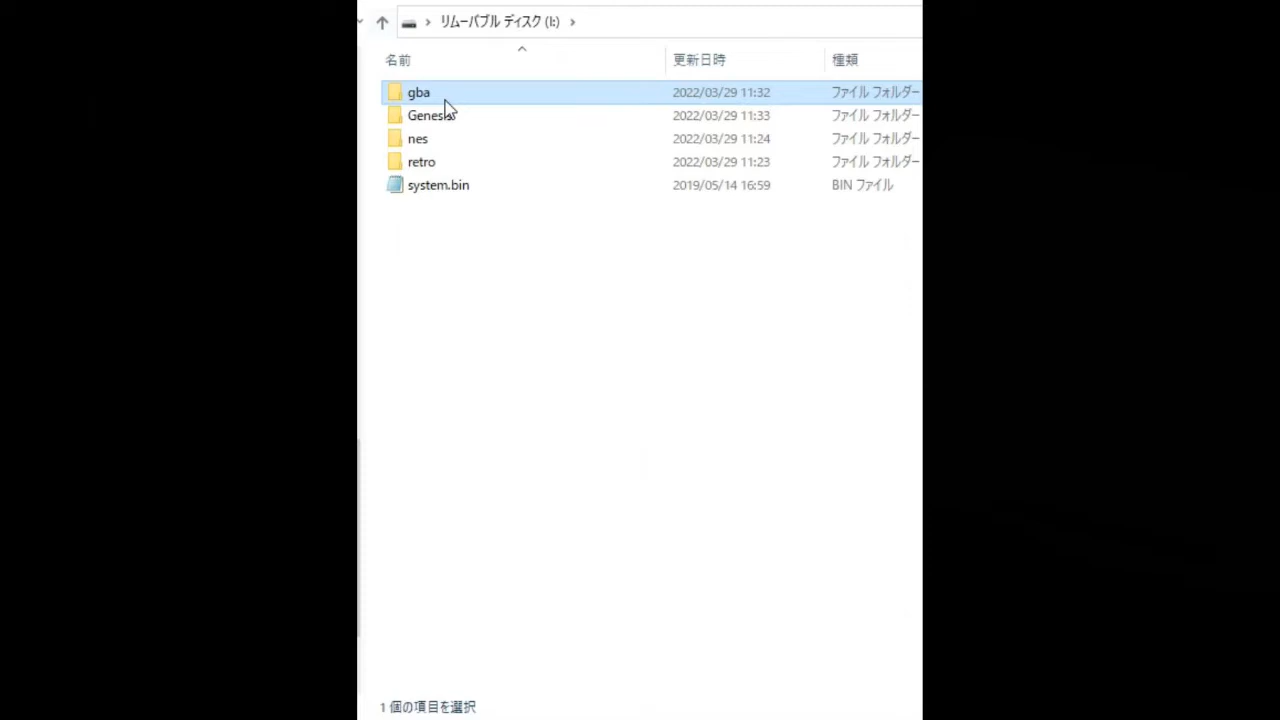 リムーバブル ディスク (I:)
名前 更新日時 種類
gba 2022/03/29 11:32 ファイル フォルダー
Genesis 2022/03/29 11:33 ファイル フォルダー
nes 2022/03/29 11:24 ファイル フォルダー
retro 2022/03/29 11:23 ファイル フォルダー
system.bin 2019/05/14 16:59 BIN ファイル
1 個の項目を選択